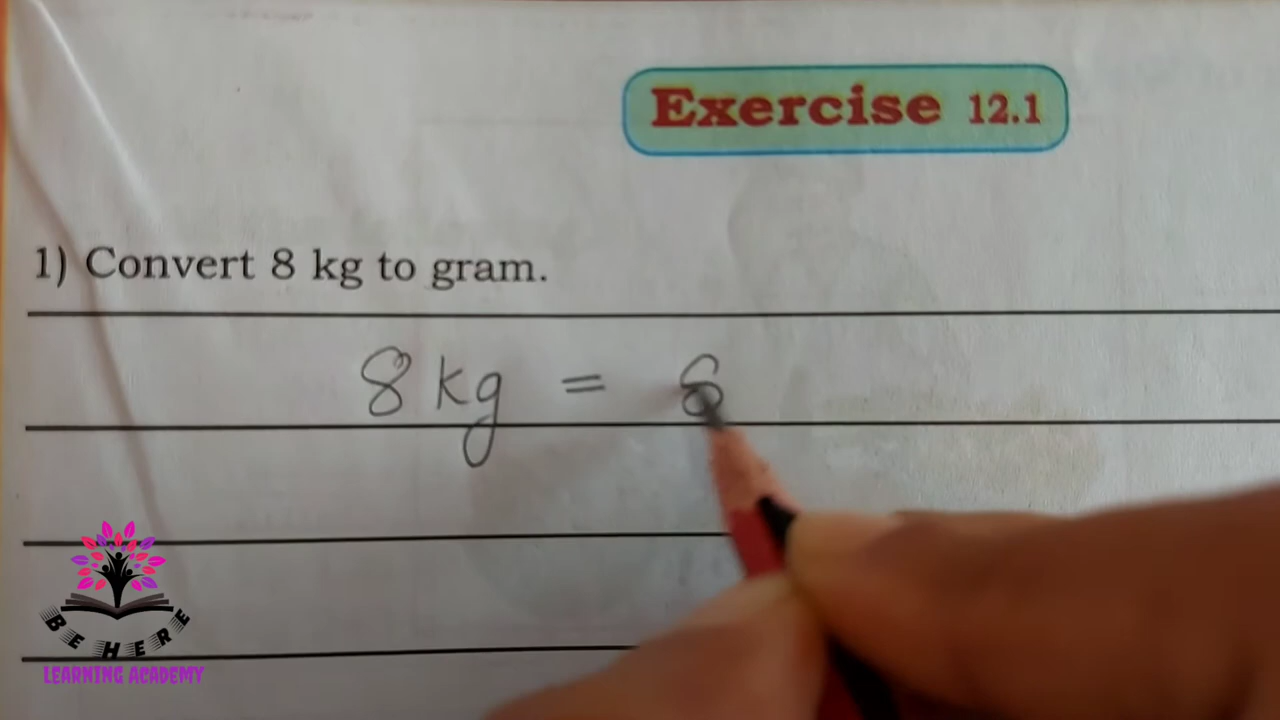 Exercise 12.1
1) Convert 8 kg to gram.
8 kg = 8
BE HERE
LEARNING ACADEMY